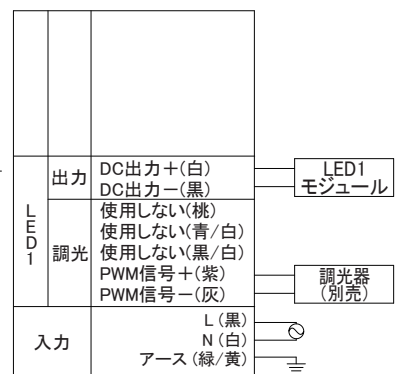 出力
DC出力＋(白)
DC出力－(黒)
LED1
モジュール
LED1
調光
使用しない(桃)
使用しない(青/白)
使用しない(黒/白)
PWM信号＋(紫)
PWM信号－(灰)
調光器
(別売)
入力
L (黒)
N (白)
アース (緑/黄)